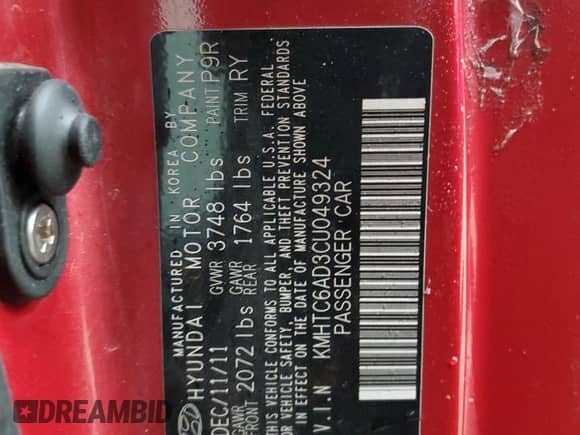 MANUFACTURED IN KOREA BY
HYUNDAI MOTOR COMPANY
DEC/11/11 GVWR 3748 lbs PAINT P9R
GAWR FRONT 2072 lbs GAWR REAR 1764 lbs TRIM RY
THIS VEHICLE CONFORMS TO ALL APPLICABLE U.S.A. FEDERAL
MOTOR VEHICLE SAFETY, BUMPER, AND THEFT PREVENTION STANDARDS
IN EFFECT ON THE DATE OF MANUFACTURE SHOWN ABOVE
V.I.N KMHTC6AD3CU049324
PASSENGER CAR
DREAMBID